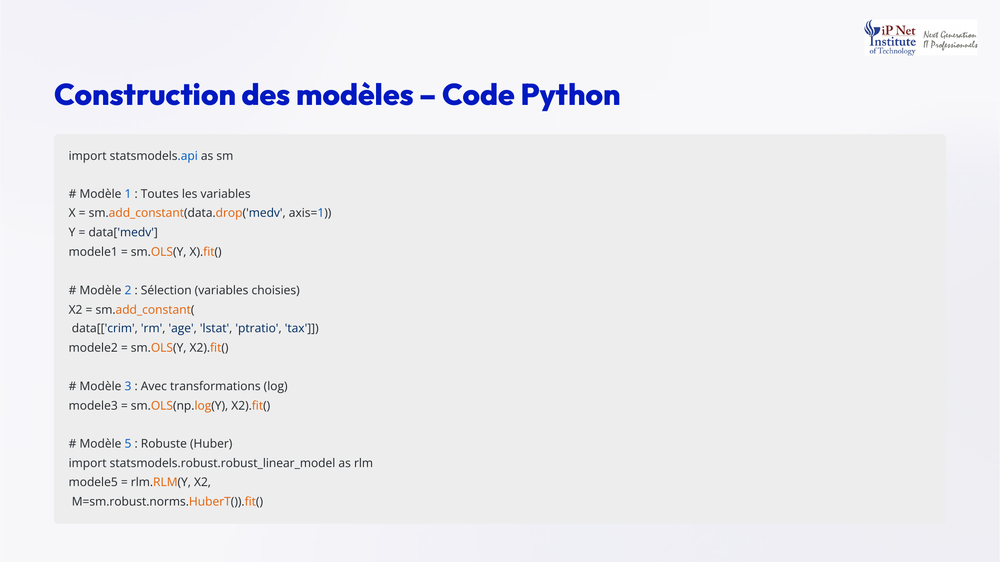 iP Net
Institute
of Technology
Next Generation
IT Professionnels
Construction des modèles – Code Python
import statsmodels.api as sm
# Modèle 1 : Toutes les variables
X = sm.add_constant(data.drop('medv', axis=1))
Y = data['medv']
modele1 = sm.OLS(Y, X).fit()
# Modèle 2 : Sélection (variables choisies)
X2 = sm.add_constant(
data[['crim', 'rm', 'age', 'lstat', 'ptratio', 'tax']])
modele2 = sm.OLS(Y, X2).fit()
# Modèle 3 : Avec transformations (log)
modele3 = sm.OLS(np.log(Y), X2).fit()
# Modèle 5 : Robuste (Huber)
import statsmodels.robust.robust_linear_model as rlm
modele5 = rlm.RLM(Y, X2,
M=sm.robust.norms.HuberT()).fit()